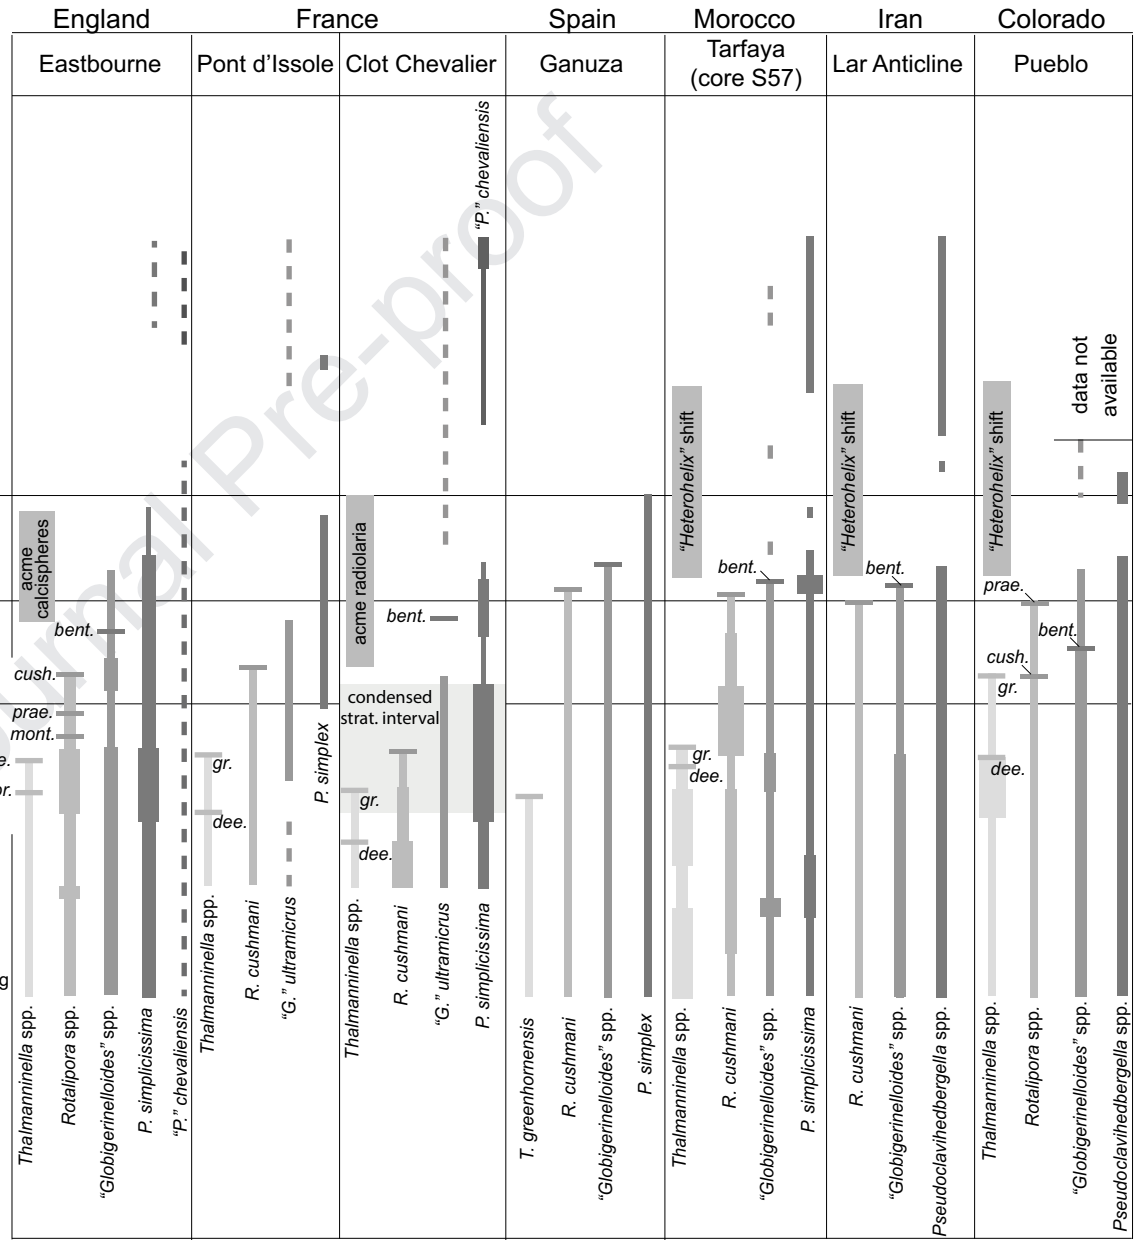 England France Spain Morocco Iran Colorado
Eastbourne Pont d'Issole Clot Chevalier Ganuza Tarfaya Lar Anticline Pueblo
(core S57)
"P." chevaliensis
Journal Pre-proof
data not
available
"Heterohelix" shift
"Heterohelix" shift
"Heterohelix" shift
acme
calcispheres
acme radiolaria
bent.
bent.
prae.
bent.
bent.
bent.
cush.
cush.
gr.
condensed
strat. interval
prae.
mont.
e.
gr.
gr.
dee.
dee.
P. simplex
or.
gr.
dee.
dee.
g
Thalmanninella spp.
Rotalipora spp.
"Globigerinelloides" spp.
P. simplicissima
"P." chevaliensis
Thalmanninella spp.
R. cushmani
"G." ultramicrus
Thalmanninella spp.
R. cushmani
"G." ultramicrus
P. simplicissima
T. greenhornensis
R. cushmani
"Globigerinelloides" spp.
P. simplex
Thalmanninella spp.
R. cushmani
"Globigerinelloides" spp.
P. simplicissima
R. cushmani
"Globigerinelloides" spp.
Pseudoclavihedbergella spp.
Thalmanninella spp.
Rotalipora spp.
"Globigerinelloides" spp.
Pseudoclavihedbergella spp.